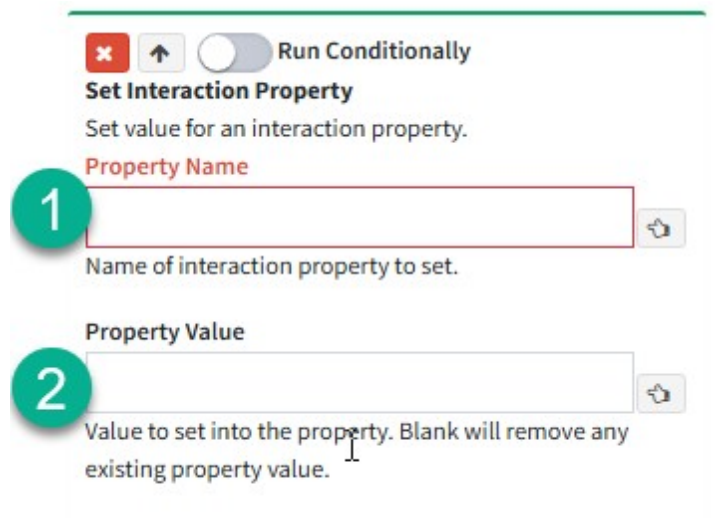 Run Conditionally
Set Interaction Property
Set value for an interaction property.
Property Name
1
Name of interaction property to set.
Property Value
2
Value to set into the property. Blank will remove any
existing property value.